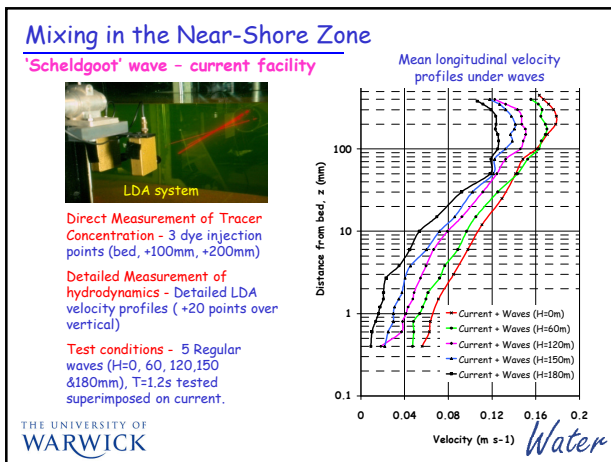 Mixing in the Near-Shore Zone
‘Scheldgoot’ wave – current facility
LDA system
Direct Measurement of Tracer
Concentration - 3 dye injection
points (bed, +100mm, +200mm)
Detailed Measurement of
hydrodynamics - Detailed LDA
velocity profiles ( +20 points over
vertical)
Test conditions - 5 Regular
waves (H=0, 60, 120,150
&180mm), T=1.2s tested
superimposed on current.
THE UNIVERSITY OF
WARWICK
Mean longitudinal velocity
profiles under waves
Distance from bed, z (mm)
100
10
1
0.1
Current + Waves (H=0m)
Current + Waves (H=60m)
Current + Waves (H=120m)
Current + Waves (H=150m)
Current + Waves (H=180m)
0 0.04 0.08 0.12 0.16 0.2
Velocity (m s-1)
Water